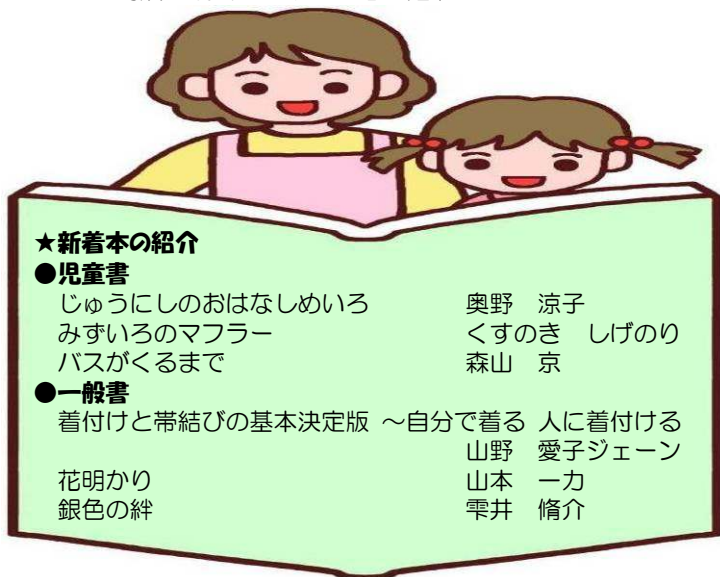 ★新着本の紹介
●児童書
じゅうにしのおはなしめいろ 奥野 涼子
みずいろのマフラー くすのき しげのり
バスがくるまで 森山 京
●一般書
着付けと帯結びの基本決定版 ~自分で着る 人に着付ける
山野 愛子ジェーン
花明かり 山本 一力
銀色の絆 雫井 脩介